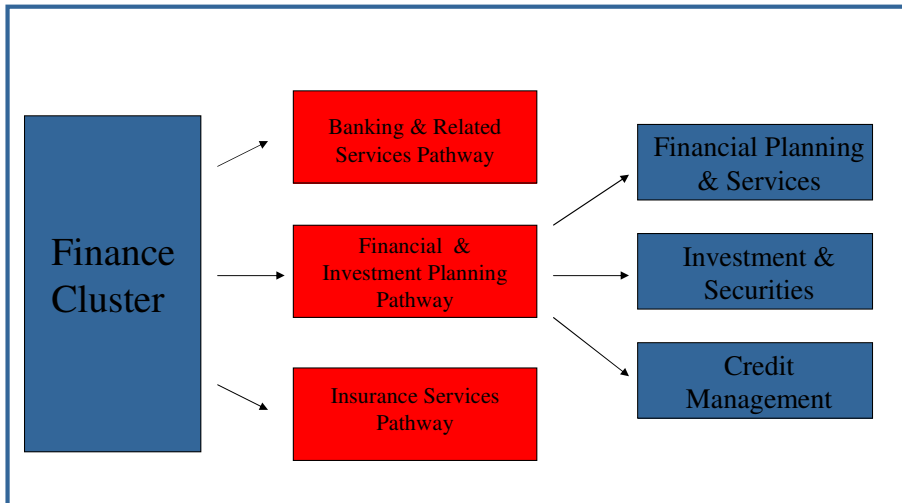 Finance
Cluster
Banking & Related
Services Pathway
Financial &
Investment Planning
Pathway
Insurance Services
Pathway
Financial Planning
& Services
Investment &
Securities
Credit
Management